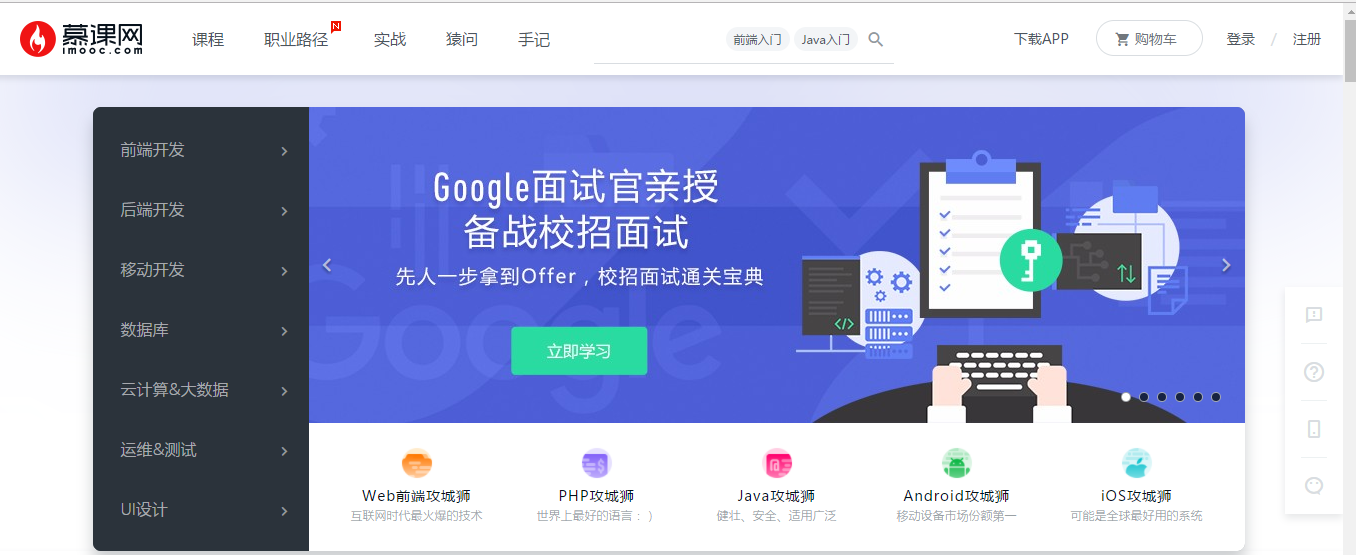 慕课网
imooc.com
课程
职业路径
N
实战
猿问
手记
前端入门
Java入门
下载APP
购物车
登录
/
注册
前端开发
后端开发
移动开发
数据库
云计算&大数据
运维&测试
UI设计
Google
Google面试官亲授
备战校招面试
先人一步拿到Offer，校招面试通关宝典
立即学习
</>
Web前端攻城狮
互联网时代最火爆的技术
PHP攻城狮
世界上最好的语言：）
Java攻城狮
健壮、安全、适用广泛
Android攻城狮
移动设备市场份额第一
iOS攻城狮
可能是全球最好用的系统